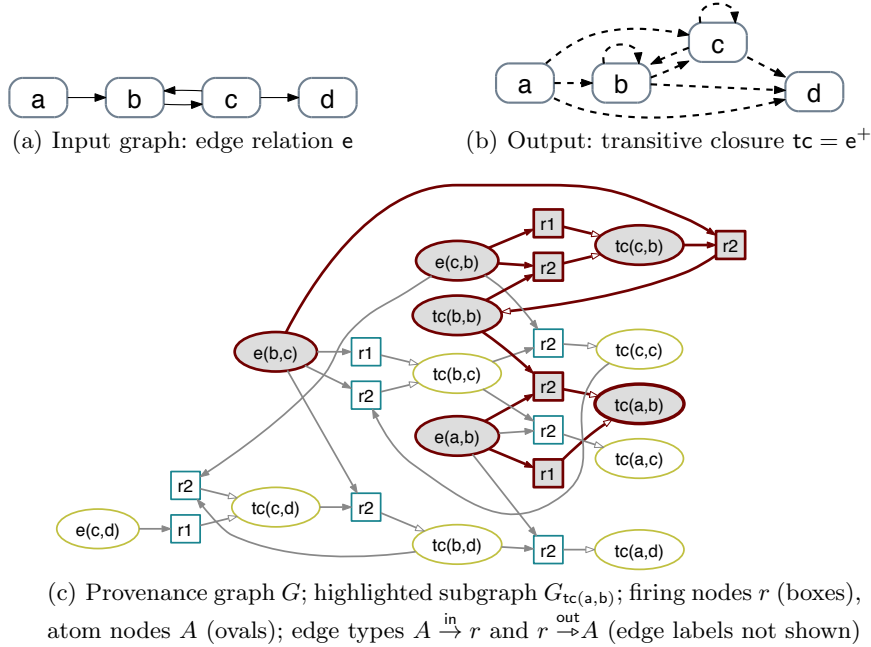 a b c d
a b c d
(a) Input graph: edge relation e
(b) Output: transitive closure tc = e⁺
r1
e(c,b) r2 tc(c,b) r2
tc(b,b)
e(b,c) r1 tc(b,c) r2 tc(c,c)
r2 r2 tc(a,b)
e(a,b) r2 tc(a,c)
r1
r2
e(c,d) r1 tc(c,d) r2
tc(b,d) r2 tc(a,d)
(c) Provenance graph G; highlighted subgraph G_tc(a,b); firing nodes r (boxes),
atom nodes A (ovals); edge types A in→ r and r out→ A (edge labels not shown)